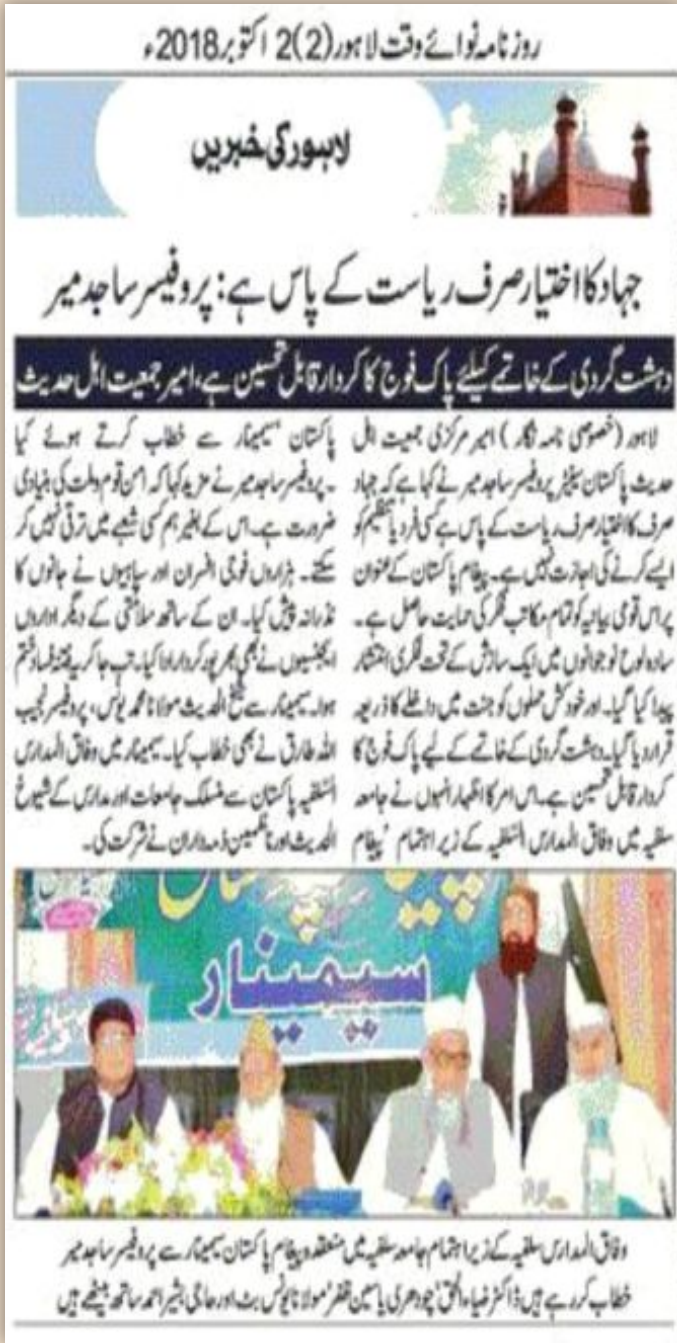 روزنامہ نوائے وقت لاہور (2) 2 اکتوبر 2018ء
لاہور کی خبریں
جہاد کا اختیار صرف ریاست کے پاس ہے: پروفیسر ساجد میر
دہشت گردی کے خاتمے کیلئے پاک فوج کا کردار قابل تحسین ہے، امیر جمعیت اہل حدیث
لاہور (خصوصی نامہ نگار) امیر مرکزی جمعیت اہل
حدیث پاکستان سینیٹر پروفیسر ساجد میر نے کہا ہے کہ جہاد
صرف کا اختیار صرف ریاست کے پاس ہے کسی فرد یا تنظیم کو
ایسے کرنے کی اجازت نہیں ہے۔ پیغام پاکستان کے عنوان
پر اس قومی بیانیہ کو تمام مکاتب فکر کی حمایت حاصل ہے۔
سادہ لوح نوجوانوں میں ایک سازش کے تحت فکری انتشار
پیدا کیا گیا۔ اور خودکش حملوں کو جنت میں داخلے کا ذریعہ
قرار دیا گیا۔ دہشت گردی کے خاتمے کے لیے پاک فوج کا
کردار قابل تحسین ہے۔ اس امر کا اظہار انہوں نے جامعہ
سلفیہ میں وفاق المدارس السلفیہ کے زیر اہتمام ’پیغام
پاکستان‘ سیمینار سے خطاب کرتے ہوئے کیا
۔ پروفیسر ساجد میر نے مزید کہا کہ امن قوم و ملت کی بنیادی
ضرورت ہے۔ اس کے بغیر ہم کسی شعبے میں ترقی نہیں کر
سکتے۔ ہزاروں فوجی افسران اور سپاہیوں نے جانوں کا
نذرانہ پیش کیا۔ ان کے ساتھ سلامتی کے دیگر اداروں
ایجنسیوں نے بھی بھرپور کردار ادا کیا۔ تب جا کر یہ فتنہ فساد ختم
ہوا۔ سیمینار سے شیخ الحدیث مولانا محمد یونس، پروفیسر نجیب
اللہ طارق نے بھی خطاب کیا۔ سیمینار میں وفاق المدارس
السلفیہ پاکستان سے منسلک جامعات اور مدارس کے شیوخ
الحدیث اور ناظمین ذمہ داران نے شرکت کی۔
سیمینار
وفاق المدارس سلفیہ کے زیر اہتمام جامعہ سلفیہ میں منعقدہ پیغام پاکستان سیمینار سے پروفیسر ساجد میر
خطاب کر رہے ہیں ڈاکٹر ضیاء الحق‘ چودھری یاسین ظفر‘ مولانا یونس بٹ اور حاجی بشیر احمد ساتھ بیٹھے ہیں